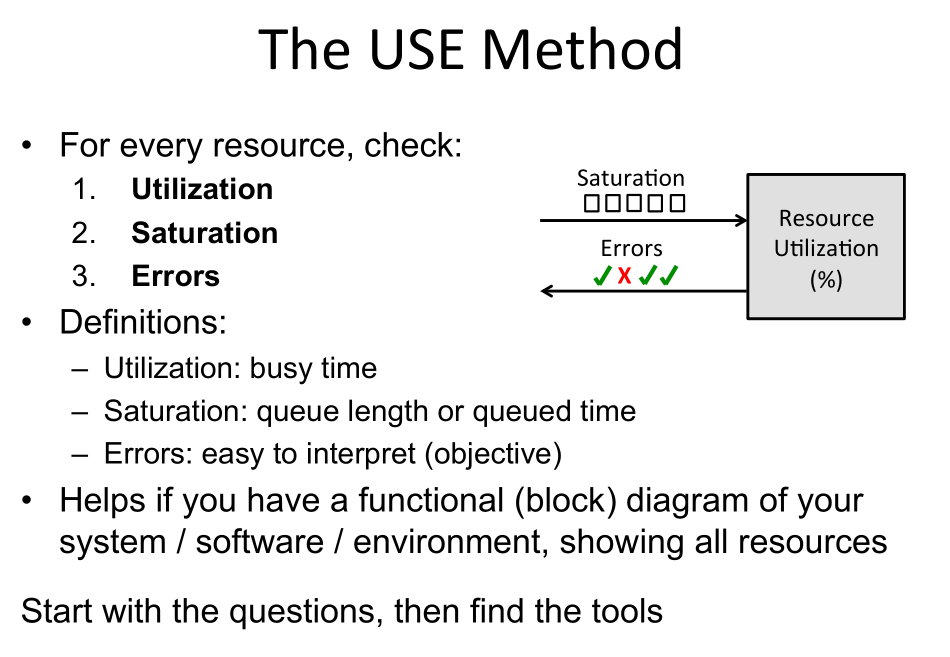 The USE Method
• For every resource, check:
1. Utilization
2. Saturation
3. Errors
• Definitions:
– Utilization: busy time
– Saturation: queue length or queued time
– Errors: easy to interpret (objective)
• Helps if you have a functional (block) diagram of your
system / software / environment, showing all resources
Start with the questions, then find the tools
Saturation
Errors
X
Resource
Utilization
(%)